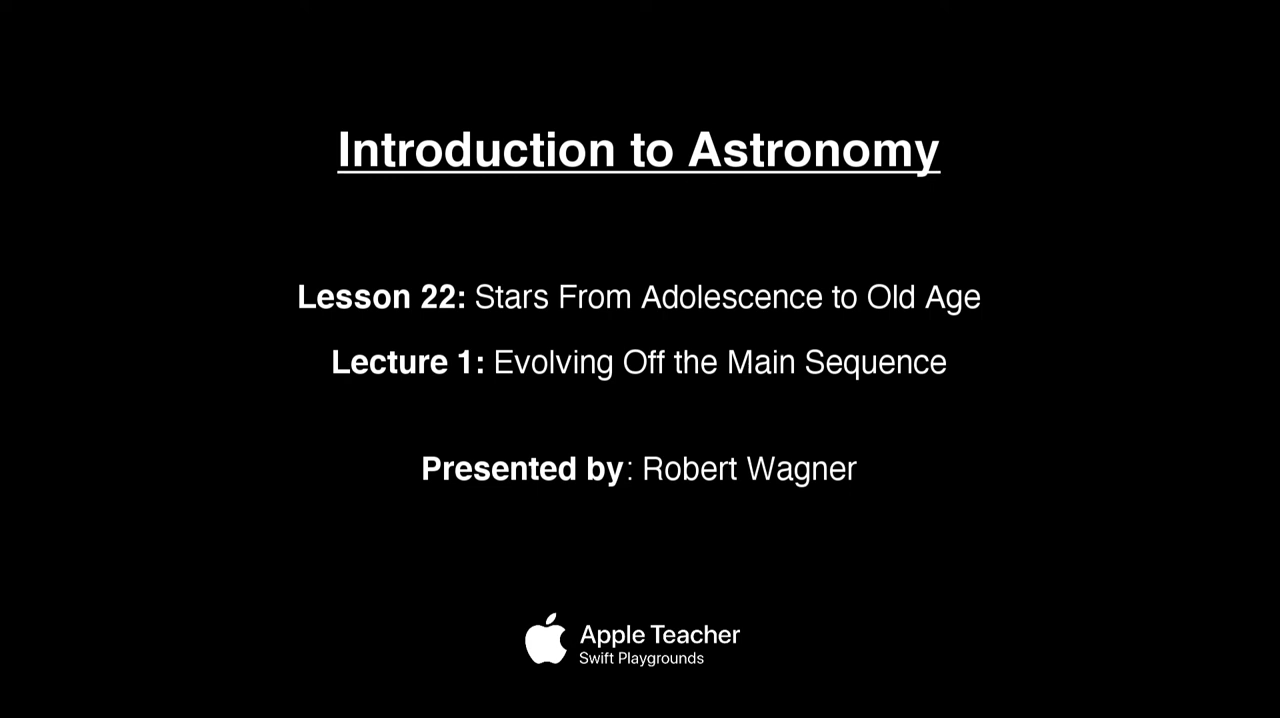 Introduction to Astronomy
Lesson 22: Stars From Adolescence to Old Age
Lecture 1: Evolving Off the Main Sequence
Presented by: Robert Wagner
Apple Teacher
Swift Playgrounds